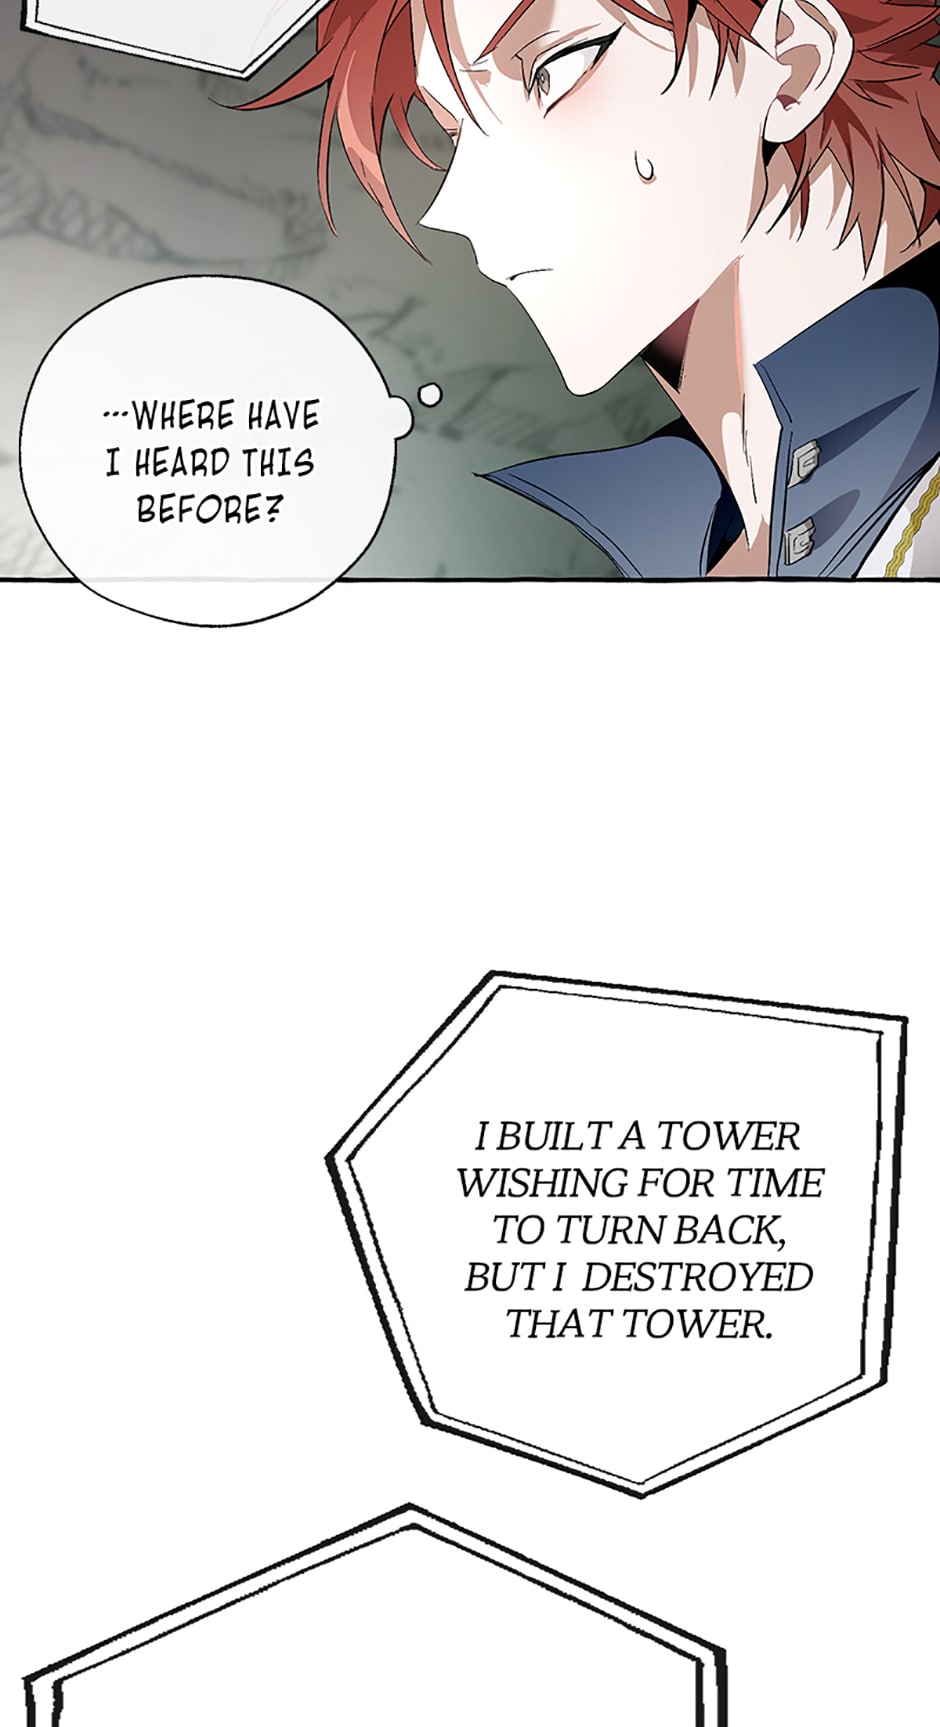 ...WHERE HAVE
I HEARD THIS
BEFORE?
I BUILT A TOWER
WISHING FOR TIME
TO TURN BACK,
BUT I DESTROYED
THAT TOWER.